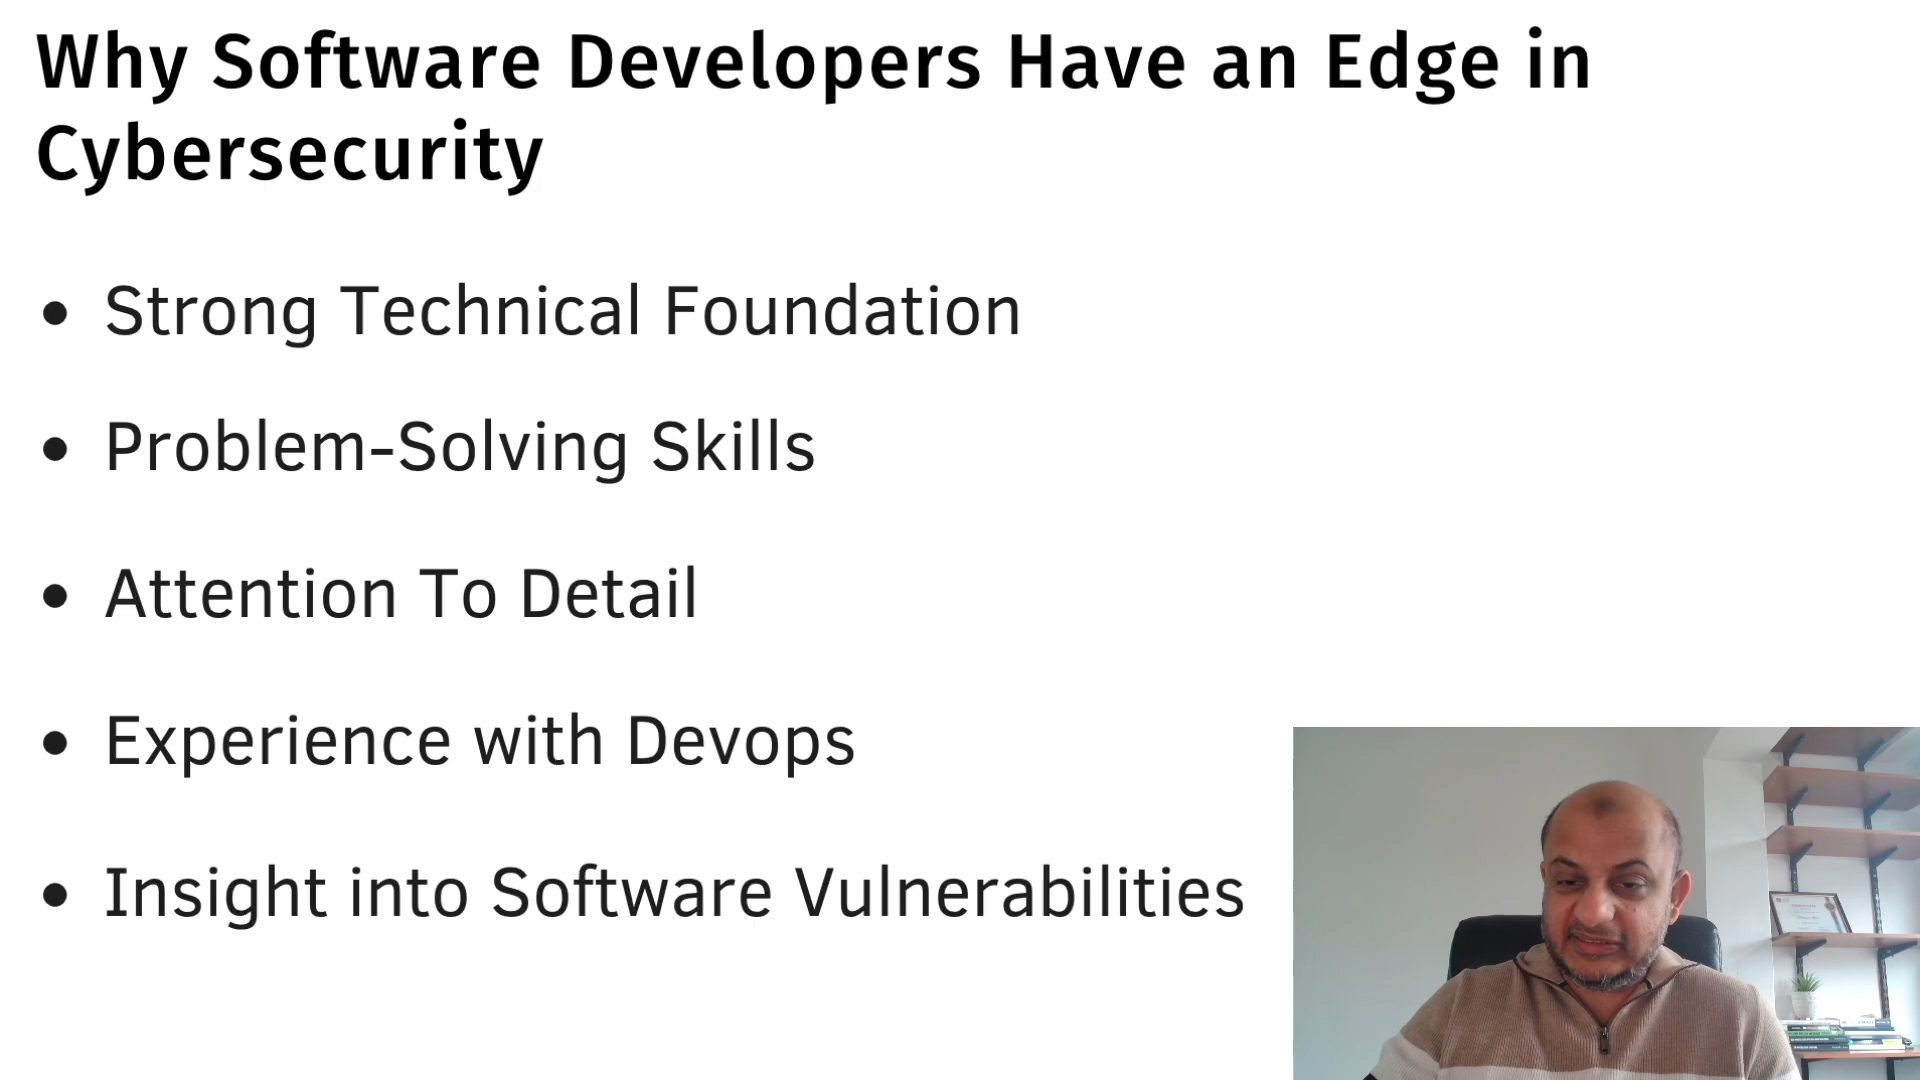 Why Software Developers Have an Edge in
Cybersecurity
• Strong Technical Foundation
• Problem-Solving Skills
• Attention To Detail
• Experience with Devops
• Insight into Software Vulnerabilities